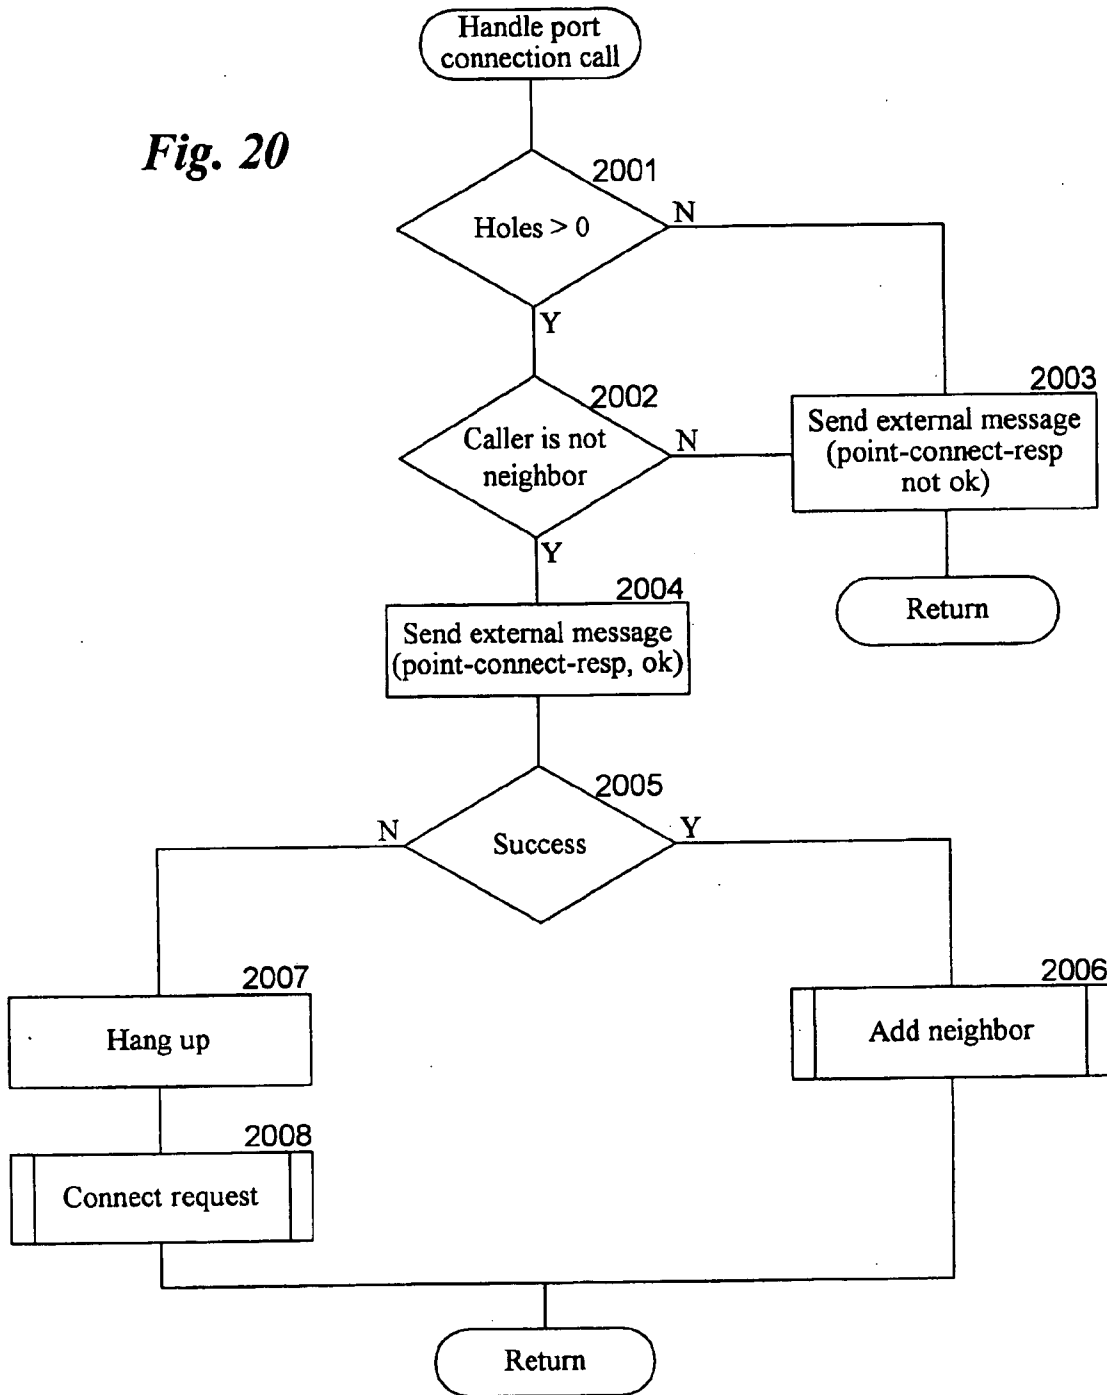 Handle port
connection call
Fig. 20
2001
Holes > 0
N
Y
2002
Caller is not
neighbor
N
Y
2003
Send external message
(point-connect-resp
not ok)
Return
2004
Send external message
(point-connect-resp, ok)
2005
Success
N
Y
2007
Hang up
2006
Add neighbor
2008
Connect request
Return